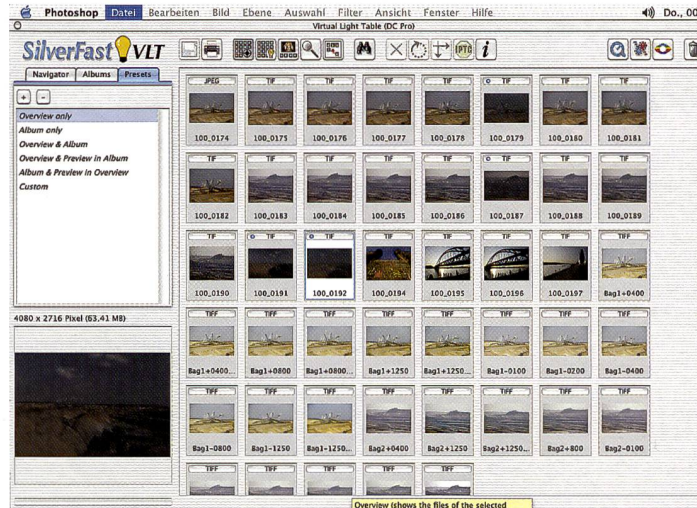 Photoshop Datei Bearbeiten Bild Ebene Auswahl Filter Ansicht Fenster Hilfe Do., 00
Virtual Light Table (DC Pro)
SilverFast VLT IPTC i
Navigator Albums Presets
+ -
Overview only
Album only
Overview & Album
Overview & Preview in Album
Album & Preview in Overview
Custom
4080 x 2716 Pixel (63.41 MB)
JPEG TIF TIF TIF TIF TIF TIF TIF
100_0174 100_0175 100_0176 100_0177 100_0178 100_0179 100_0180 100_0181
TIF TIF TIF TIF TIF TIF TIF TIF
100_0182 100_0183 100_0184 100_0185 100_0186 100_0187 100_0188 100_0189
TIF TIF TIF TIF TIF TIF TIF TIFF
100_0190 100_0191 100_0192 100_0194 100_0195 100_0196 100_0197 Bag1+0400
TIFF TIFF TIFF TIFF TIFF TIFF TIFF TIFF
Bag1+0400... Bag1+0800 Bag1+0800... Bag1+1250 Bag1+1250... Bag1-0100 Bag1-0200 Bag1-0400
TIFF TIFF TIFF TIFF TIFF TIFF TIFF TIFF
Bag1-0800 Bag1-1250 Bag1-1250... Bag2+0400 Bag2+1250 Bag2+1250... Bag2+800 Bag2-0100
TIFF TIFF TIFF TIFF TIFF
Overview (shows the files of the selected